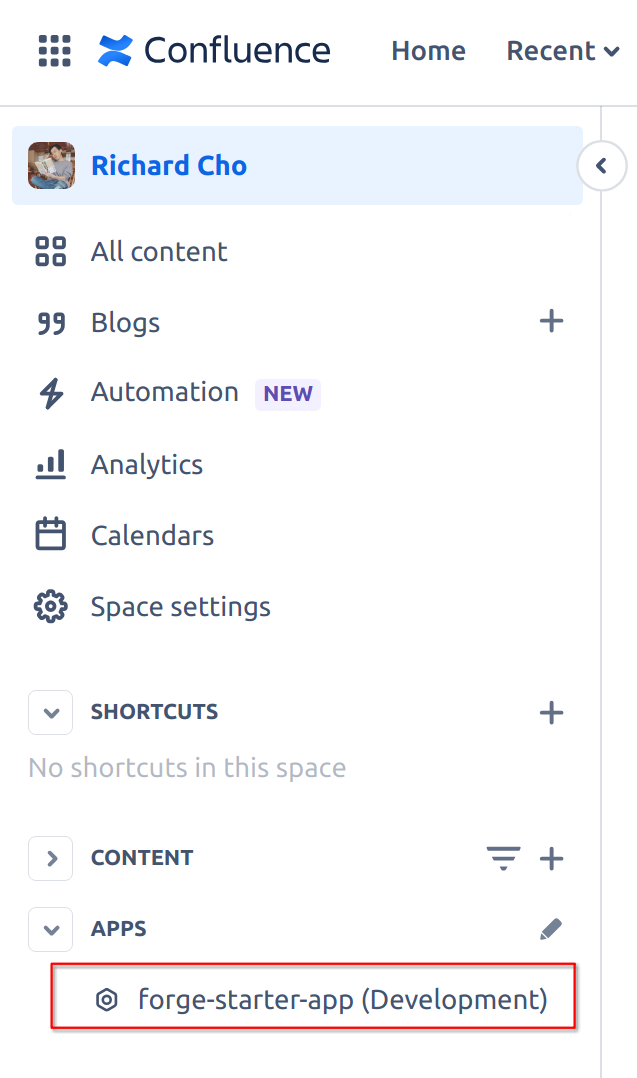 Confluence Home Recent
Richard Cho
All content
Blogs
Automation NEW
Analytics
Calendars
Space settings
SHORTCUTS
No shortcuts in this space
CONTENT
APPS
forge-starter-app (Development)